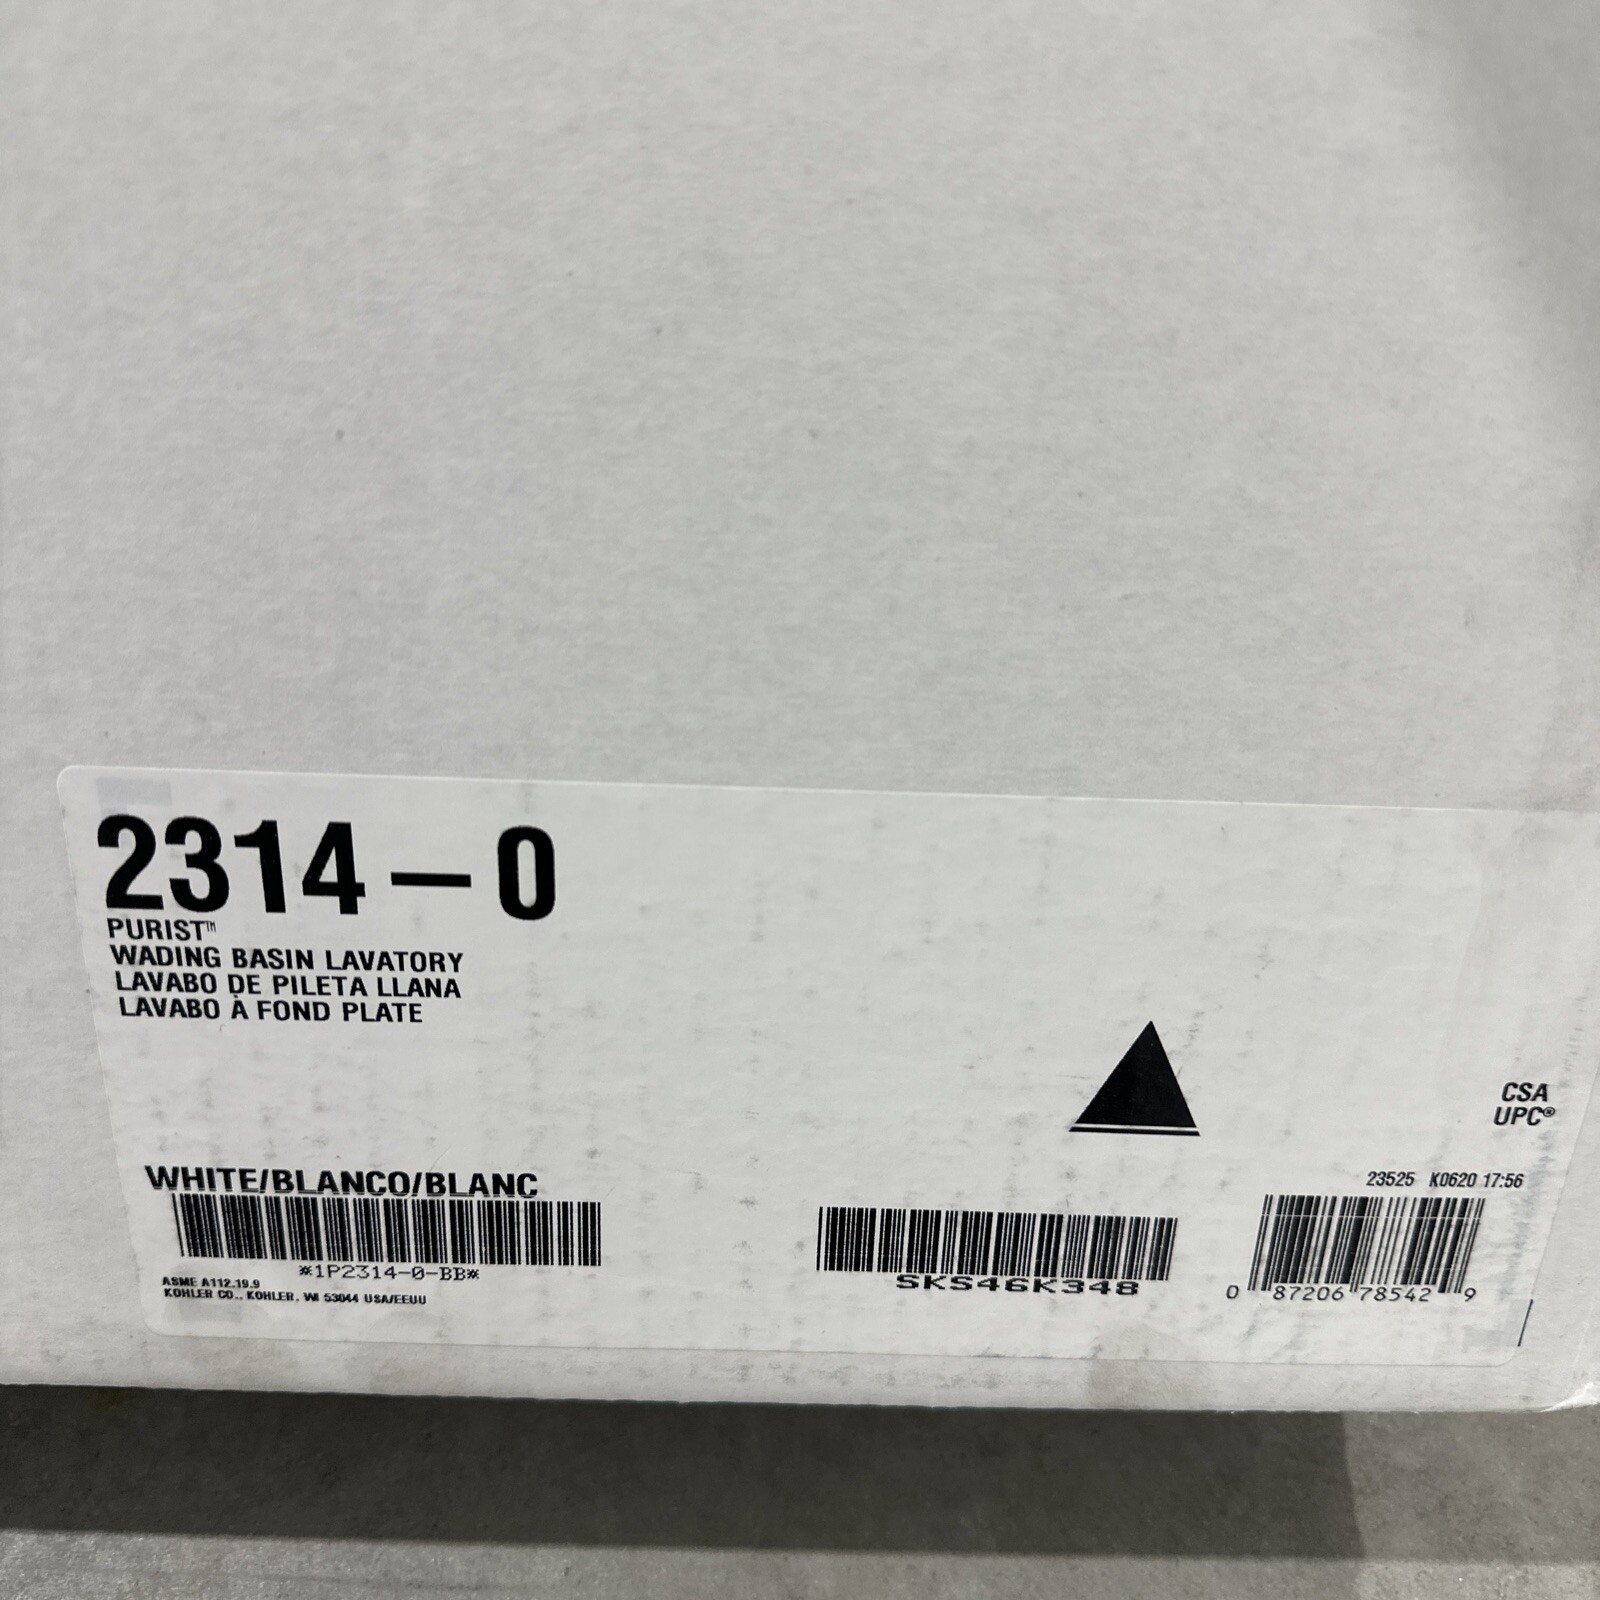 2314-0
PURIST™
WADING BASIN LAVATORY
LAVABO DE PILETA LLANA
LAVABO À FOND PLATE
CSA
UPC®
WHITE/BLANCO/BLANC
23525 K0620 17:56
*1P2314-0-BB*
SKS46K348
0 87206 78542 9
ASME A112.19.9
KOHLER CO., KOHLER, WI 53044 USA/EEUU